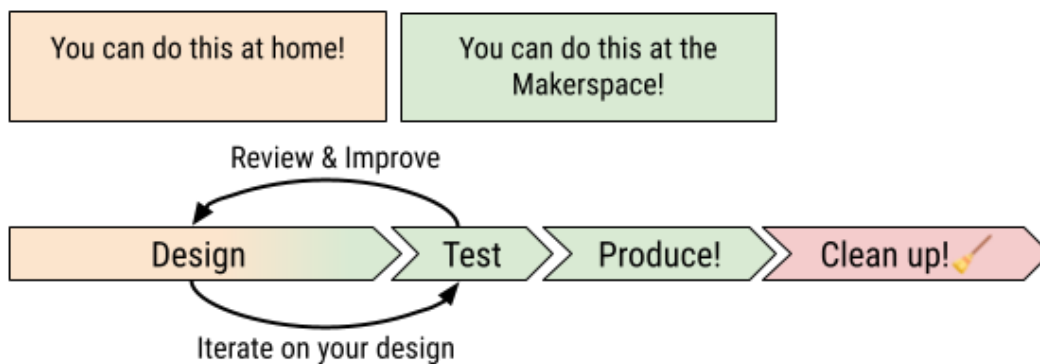 You can do this at home!
You can do this at the
Makerspace!
Review & Improve
Design
Test
Produce!
Clean up!🧹
Iterate on your design